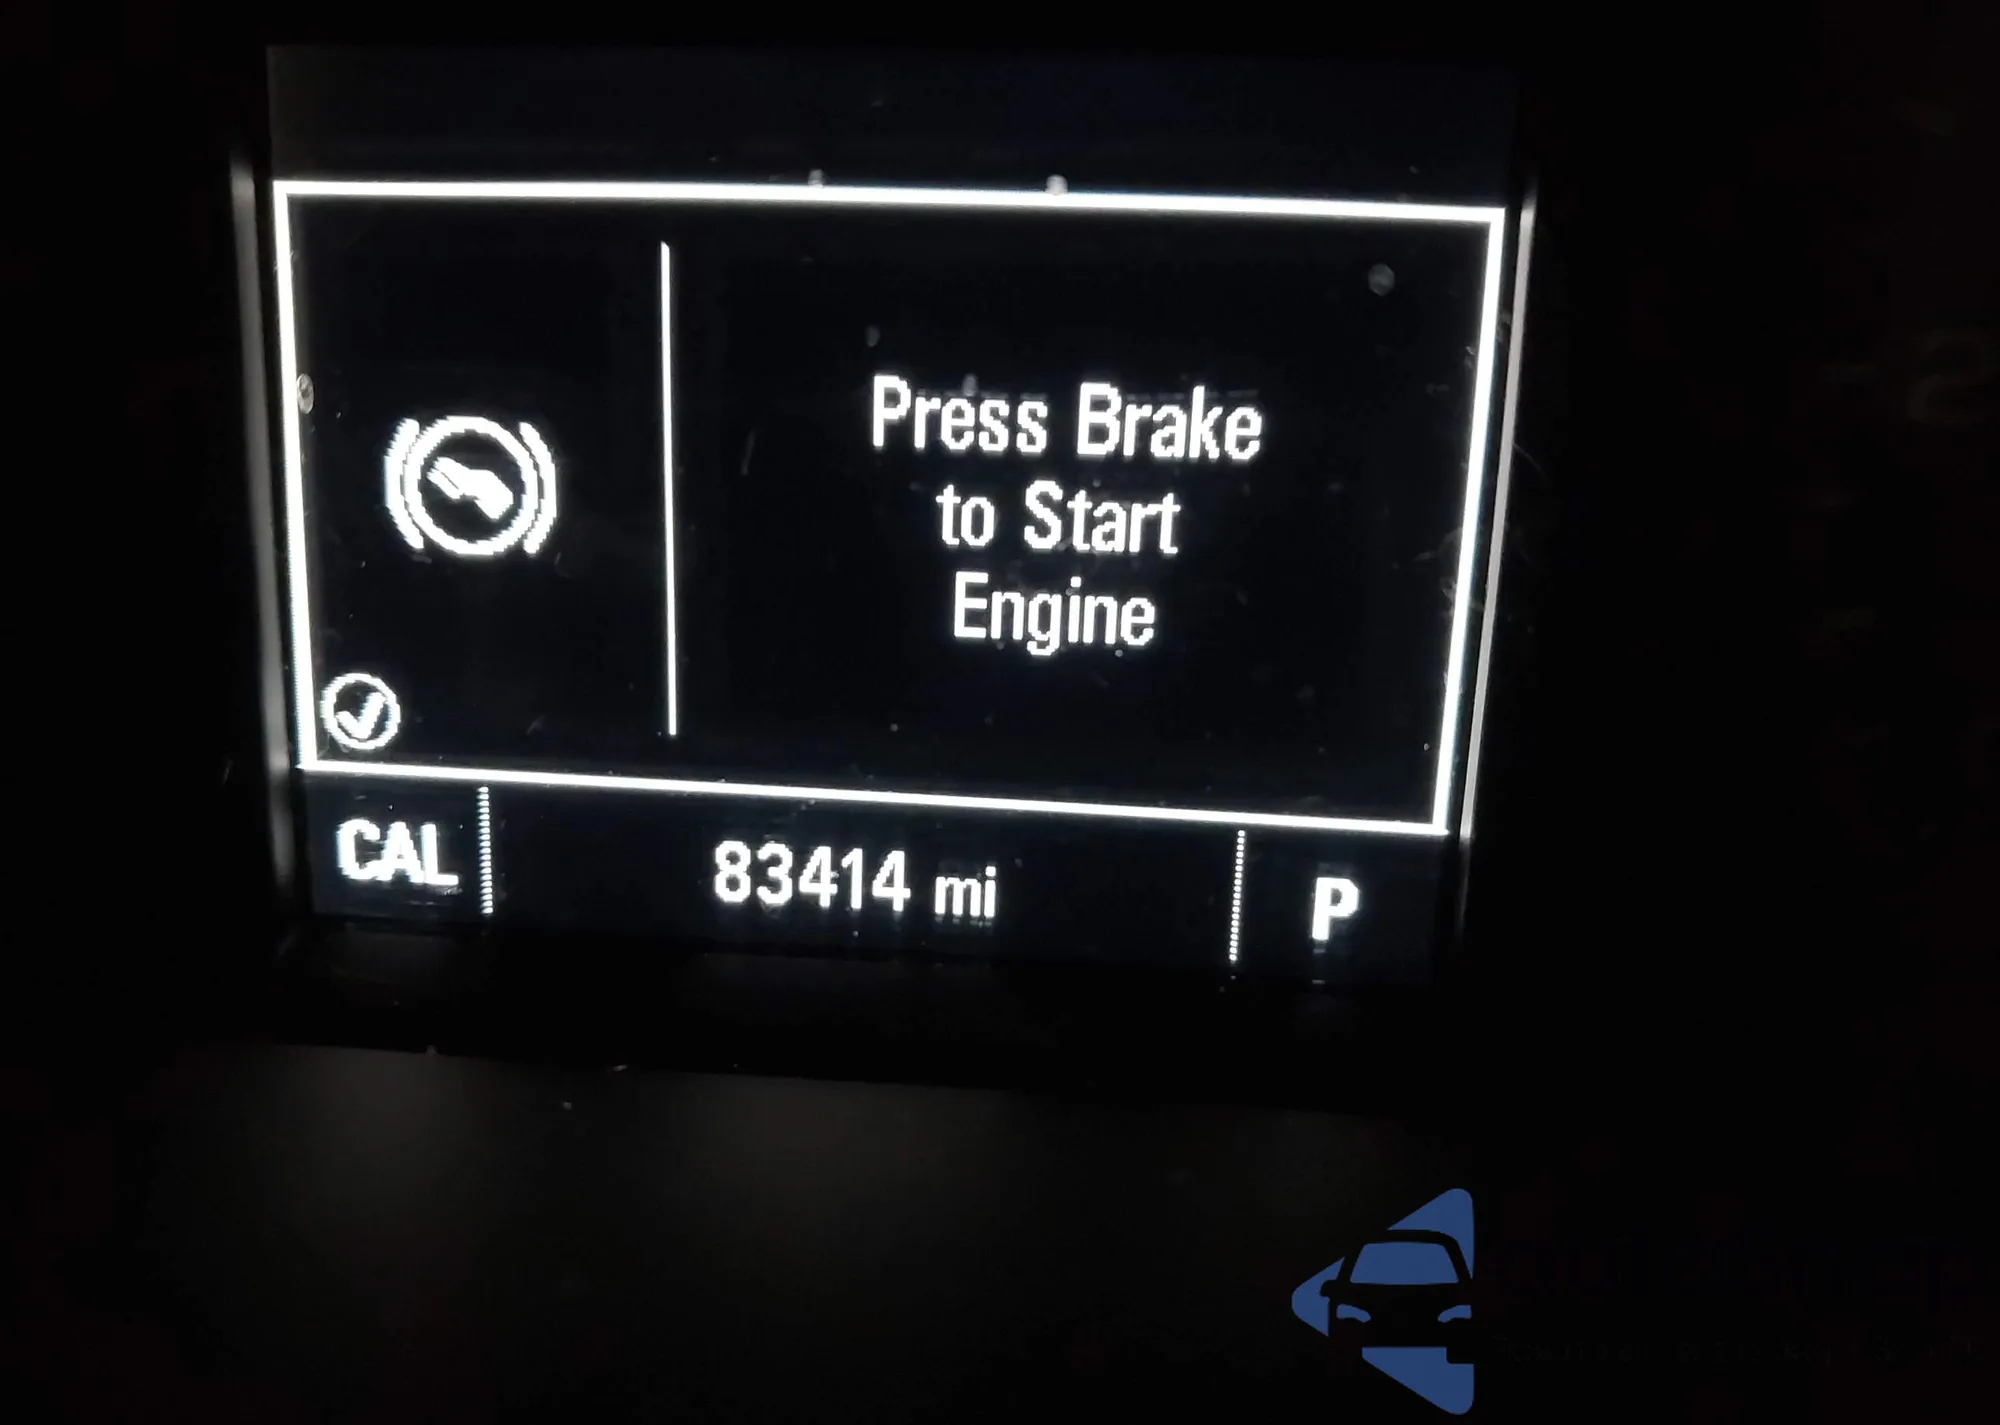 Press Brake
to Start
Engine
CAL 83414 mi P